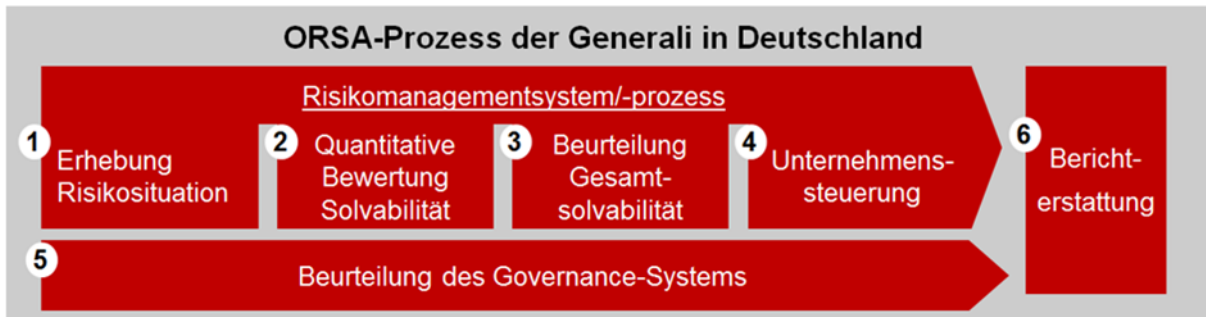 ORSA-Prozess der Generali in Deutschland
Risikomanagementsystem/-prozess
1
Erhebung
Risikosituation
2
Quantitative
Bewertung
Solvabilität
3
Beurteilung
Gesamt-
solvabilität
4
Unternehmens-
steuerung
5
Beurteilung des Governance-Systems
6
Bericht-
erstattung